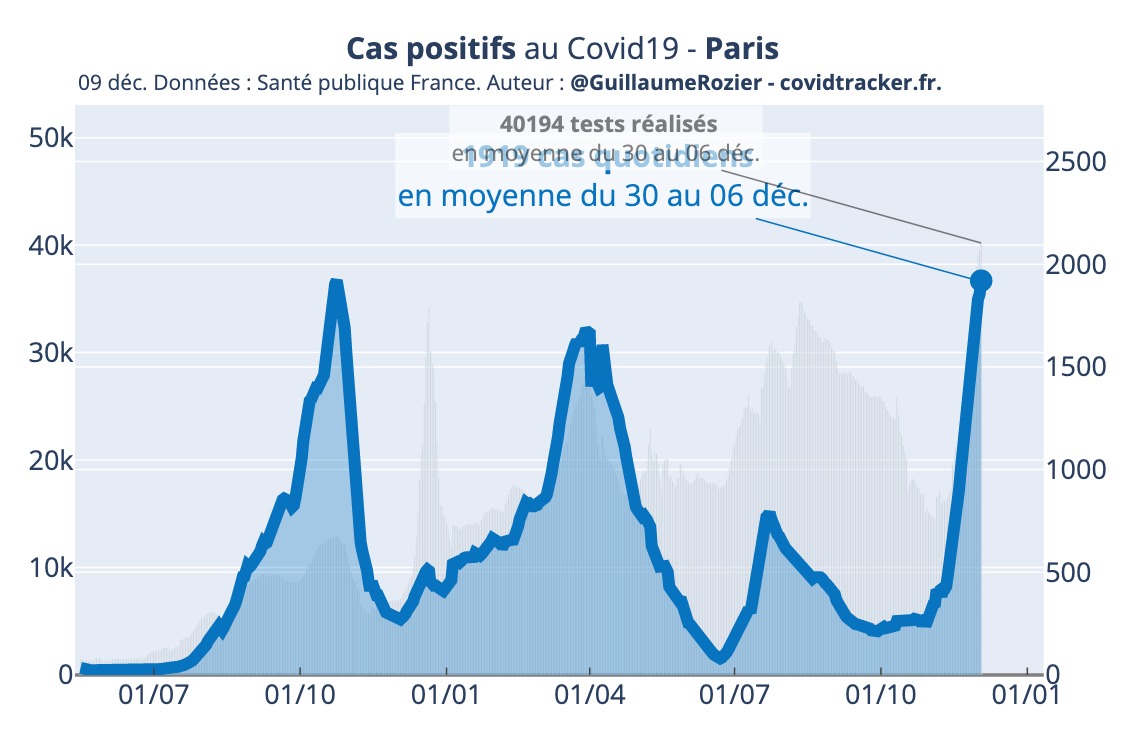 Cas positifs au Covid19 - Paris
09 déc. Données : Santé publique France. Auteur : @GuillaumeRozier - covidtracker.fr.
40194 tests réalisés
en moyenne du 30 au 06 déc.
1919 cas quotidiens
en moyenne du 30 au 06 déc.
50k
40k
30k
20k
10k
0
2500
2000
1500
1000
500
0
01/07 01/10 01/01 01/04 01/07 01/10 01/01